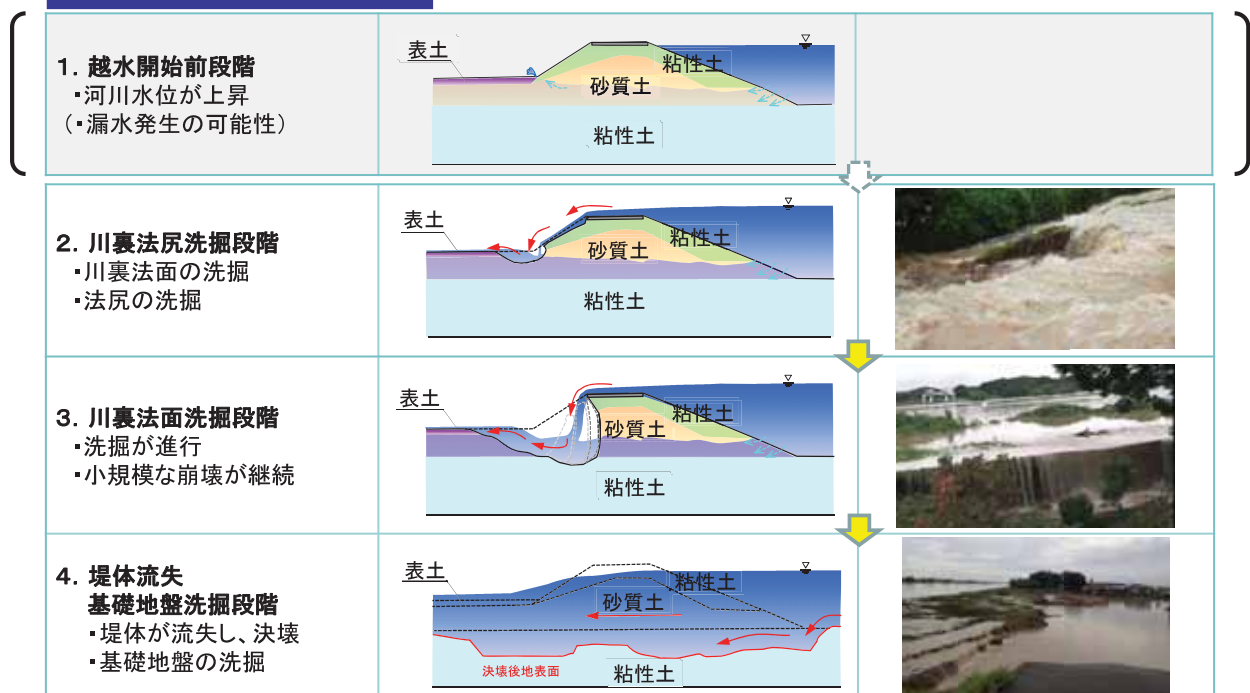 1．越水開始前段階
・河川水位が上昇
（・漏水発生の可能性）
表土
粘性土
砂質土
粘性土
2．川裏法尻洗掘段階
・川裏法面の洗掘
・法尻の洗掘
表土
粘性土
砂質土
粘性土
3．川裏法面洗掘段階
・洗掘が進行
・小規模な崩壊が継続
表土
粘性土
砂質土
粘性土
4．堤体流失
基礎地盤洗掘段階
・堤体が流失し、決壊
・基礎地盤の洗掘
表土
粘性土
砂質土
決壊後地表面
粘性土